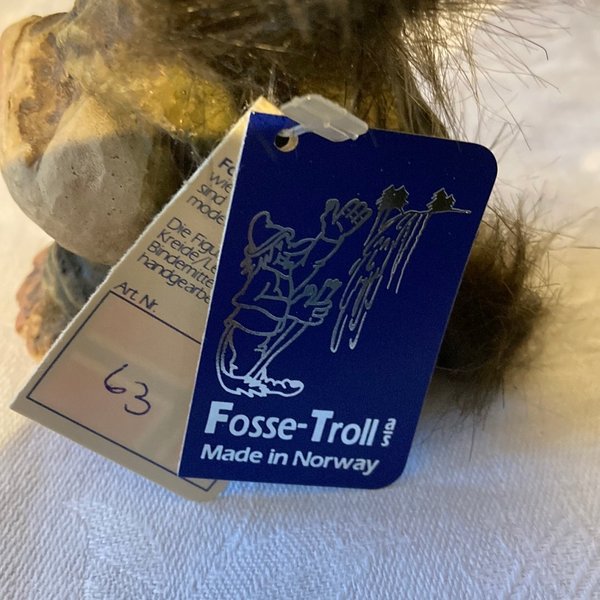 Fo
wie
sind
mode
Die Figu
Kreide/Le
Bindemitte
handgearbe
Art. Nr.
63
Fosse-Troll a/s
Made in Norway